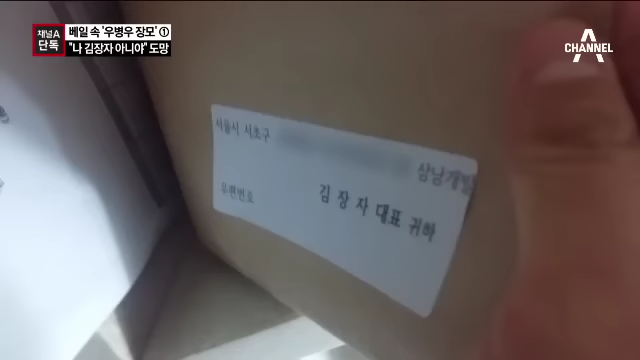 채널A 단독
베일 속 '우병우 장모' ①
"나 김장자 아니야" 도망
CHANNEL A
서울시 서초구
삼남개발
우편번호
김장자 대표 귀하